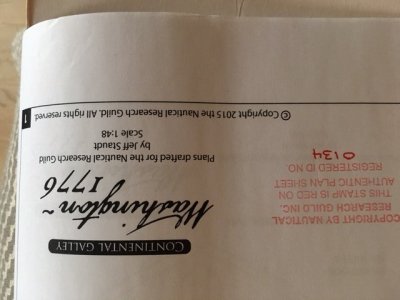 CONTINENTAL GALLEY
Washington ~
1776
Plans drafted for the Nautical Research Guild
by Jeff Staudt
Scale 1:48
© Copyright 2015 the Nautical Research Guild. All rights reserved.
1
COPYRIGHT BY NAUTICAL
RESEARCH GUILD INC.
THIS STAMP IS RED ON
AUTHENTIC PLAN SHEET
REGISTERED ID NO
0134